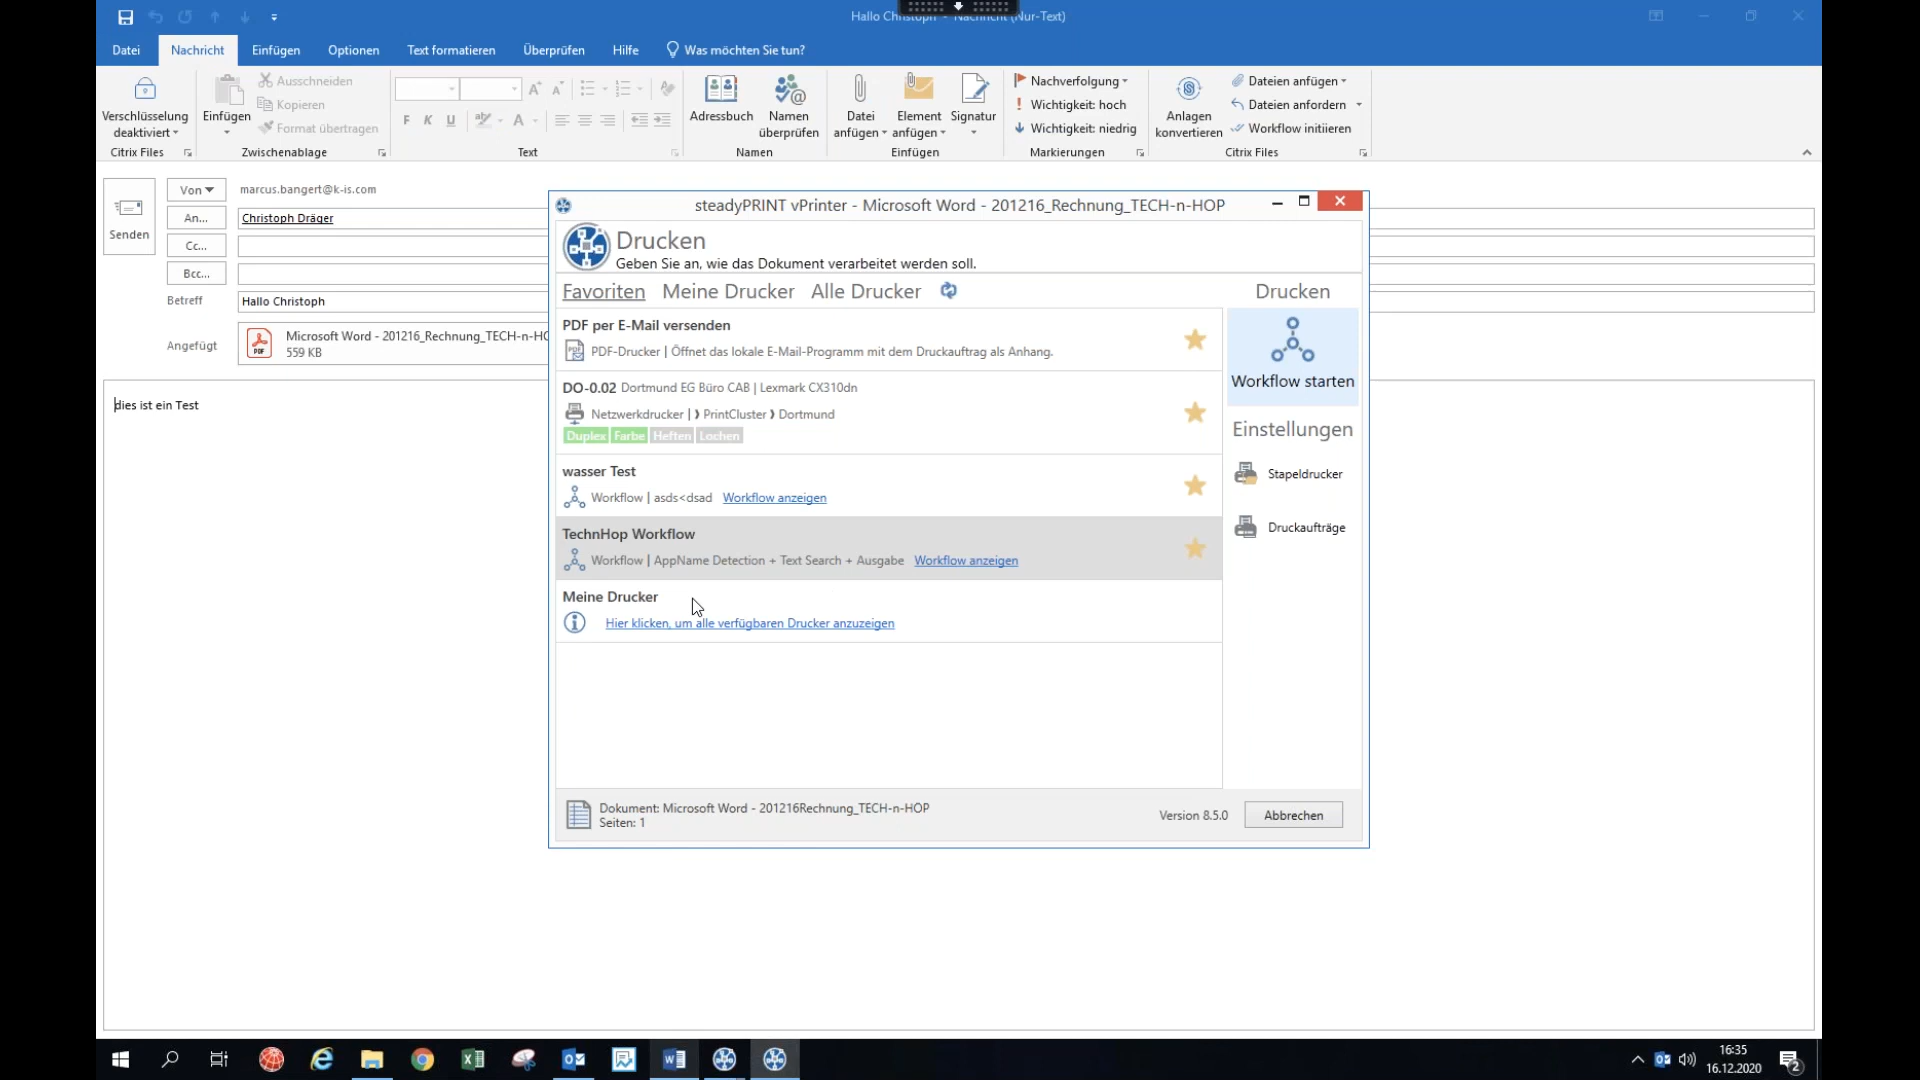 Hallo Christoph - Nachricht (Nur-Text)
Datei Nachricht Einfügen Optionen Text formatieren Überprüfen Hilfe Was möchten Sie tun?
Verschlüsselung deaktiviert
Citrix Files
Einfügen
Ausschneiden
Kopieren
Format übertragen
Zwischenablage
F K U A
Text
Adressbuch
Namen überprüfen
Namen
Datei anfügen
Element anfügen
Signatur
Einfügen
Nachverfolgung
Wichtigkeit: hoch
Wichtigkeit: niedrig
Markierungen
Anlagen konvertieren
Dateien anfügen
Dateien anfordern
Workflow initiieren
Citrix Files
Senden
Von marcus.bangert@k-is.com
An... Christoph Dräger
Cc...
Bcc...
Betreff Hallo Christoph
Angefügt
PDF
Microsoft Word - 201216_Rechnung_TECH-n-HO
559 KB
dies ist ein Test
steadyPRINT vPrinter - Microsoft Word - 201216_Rechnung_TECH-n-HOP
Drucken
Geben Sie an, wie das Dokument verarbeitet werden soll.
Favoriten Meine Drucker Alle Drucker
PDF per E-Mail versenden
PDF PDF-Drucker | Öffnet das lokale E-Mail-Programm mit dem Druckauftrag als Anhang.
DO-0.02 Dortmund EG Büro CAB | Lexmark CX310dn
Netzwerkdrucker | ❯ PrintCluster ❯ Dortmund
Duplex Farbe Heften Lochen
wasser Test
Workflow | asds<dsad Workflow anzeigen
TechnHop Workflow
Workflow | AppName Detection + Text Search + Ausgabe Workflow anzeigen
Meine Drucker
Hier klicken, um alle verfügbaren Drucker anzuzeigen
Drucken
Workflow starten
Einstellungen
Stapeldrucker
Druckaufträge
Dokument: Microsoft Word - 201216Rechnung_TECH-n-HOP
Seiten: 1
Version 8.5.0
Abbrechen
16:35
16.12.2020
2